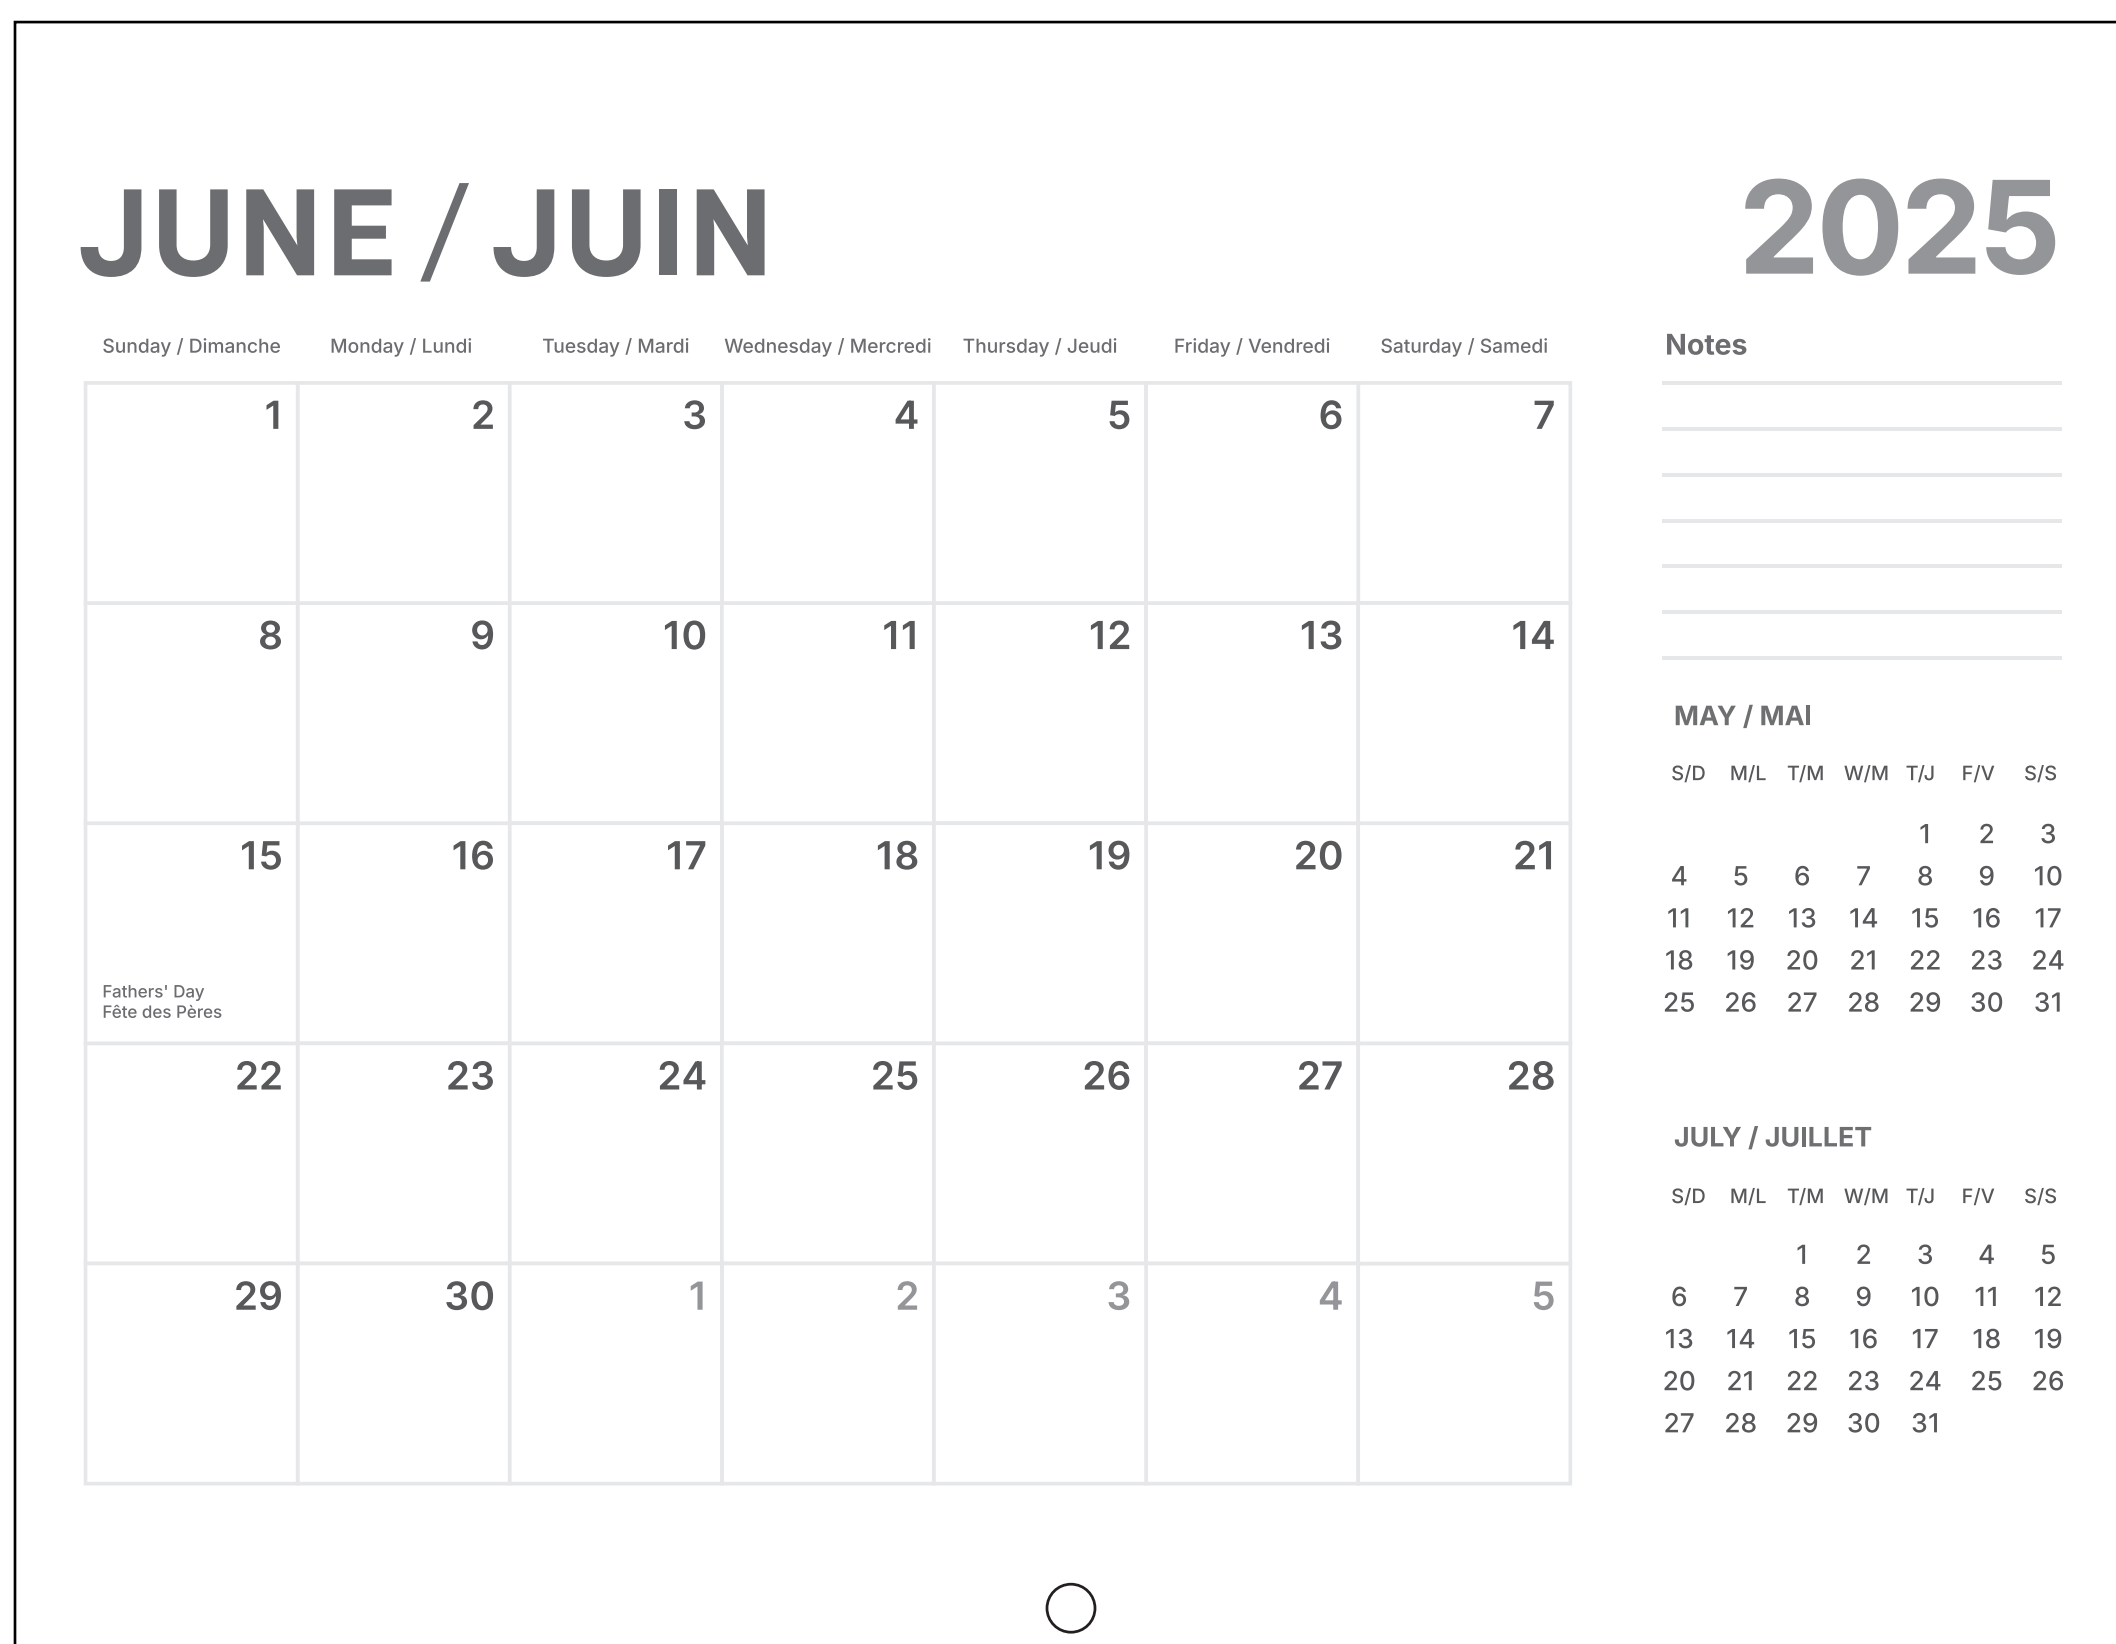 JUNE / JUIN
2025
Sunday / Dimanche Monday / Lundi Tuesday / Mardi Wednesday / Mercredi Thursday / Jeudi Friday / Vendredi Saturday / Samedi
1 2 3 4 5 6 7
8 9 10 11 12 13 14
15 16 17 18 19 20 21
Fathers' Day
Fête des Pères
22 23 24 25 26 27 28
29 30 1 2 3 4 5
Notes
MAY / MAI
S/D M/L T/M W/M T/J F/V S/S
1 2 3
4 5 6 7 8 9 10
11 12 13 14 15 16 17
18 19 20 21 22 23 24
25 26 27 28 29 30 31
JULY / JUILLET
S/D M/L T/M W/M T/J F/V S/S
1 2 3 4 5
6 7 8 9 10 11 12
13 14 15 16 17 18 19
20 21 22 23 24 25 26
27 28 29 30 31